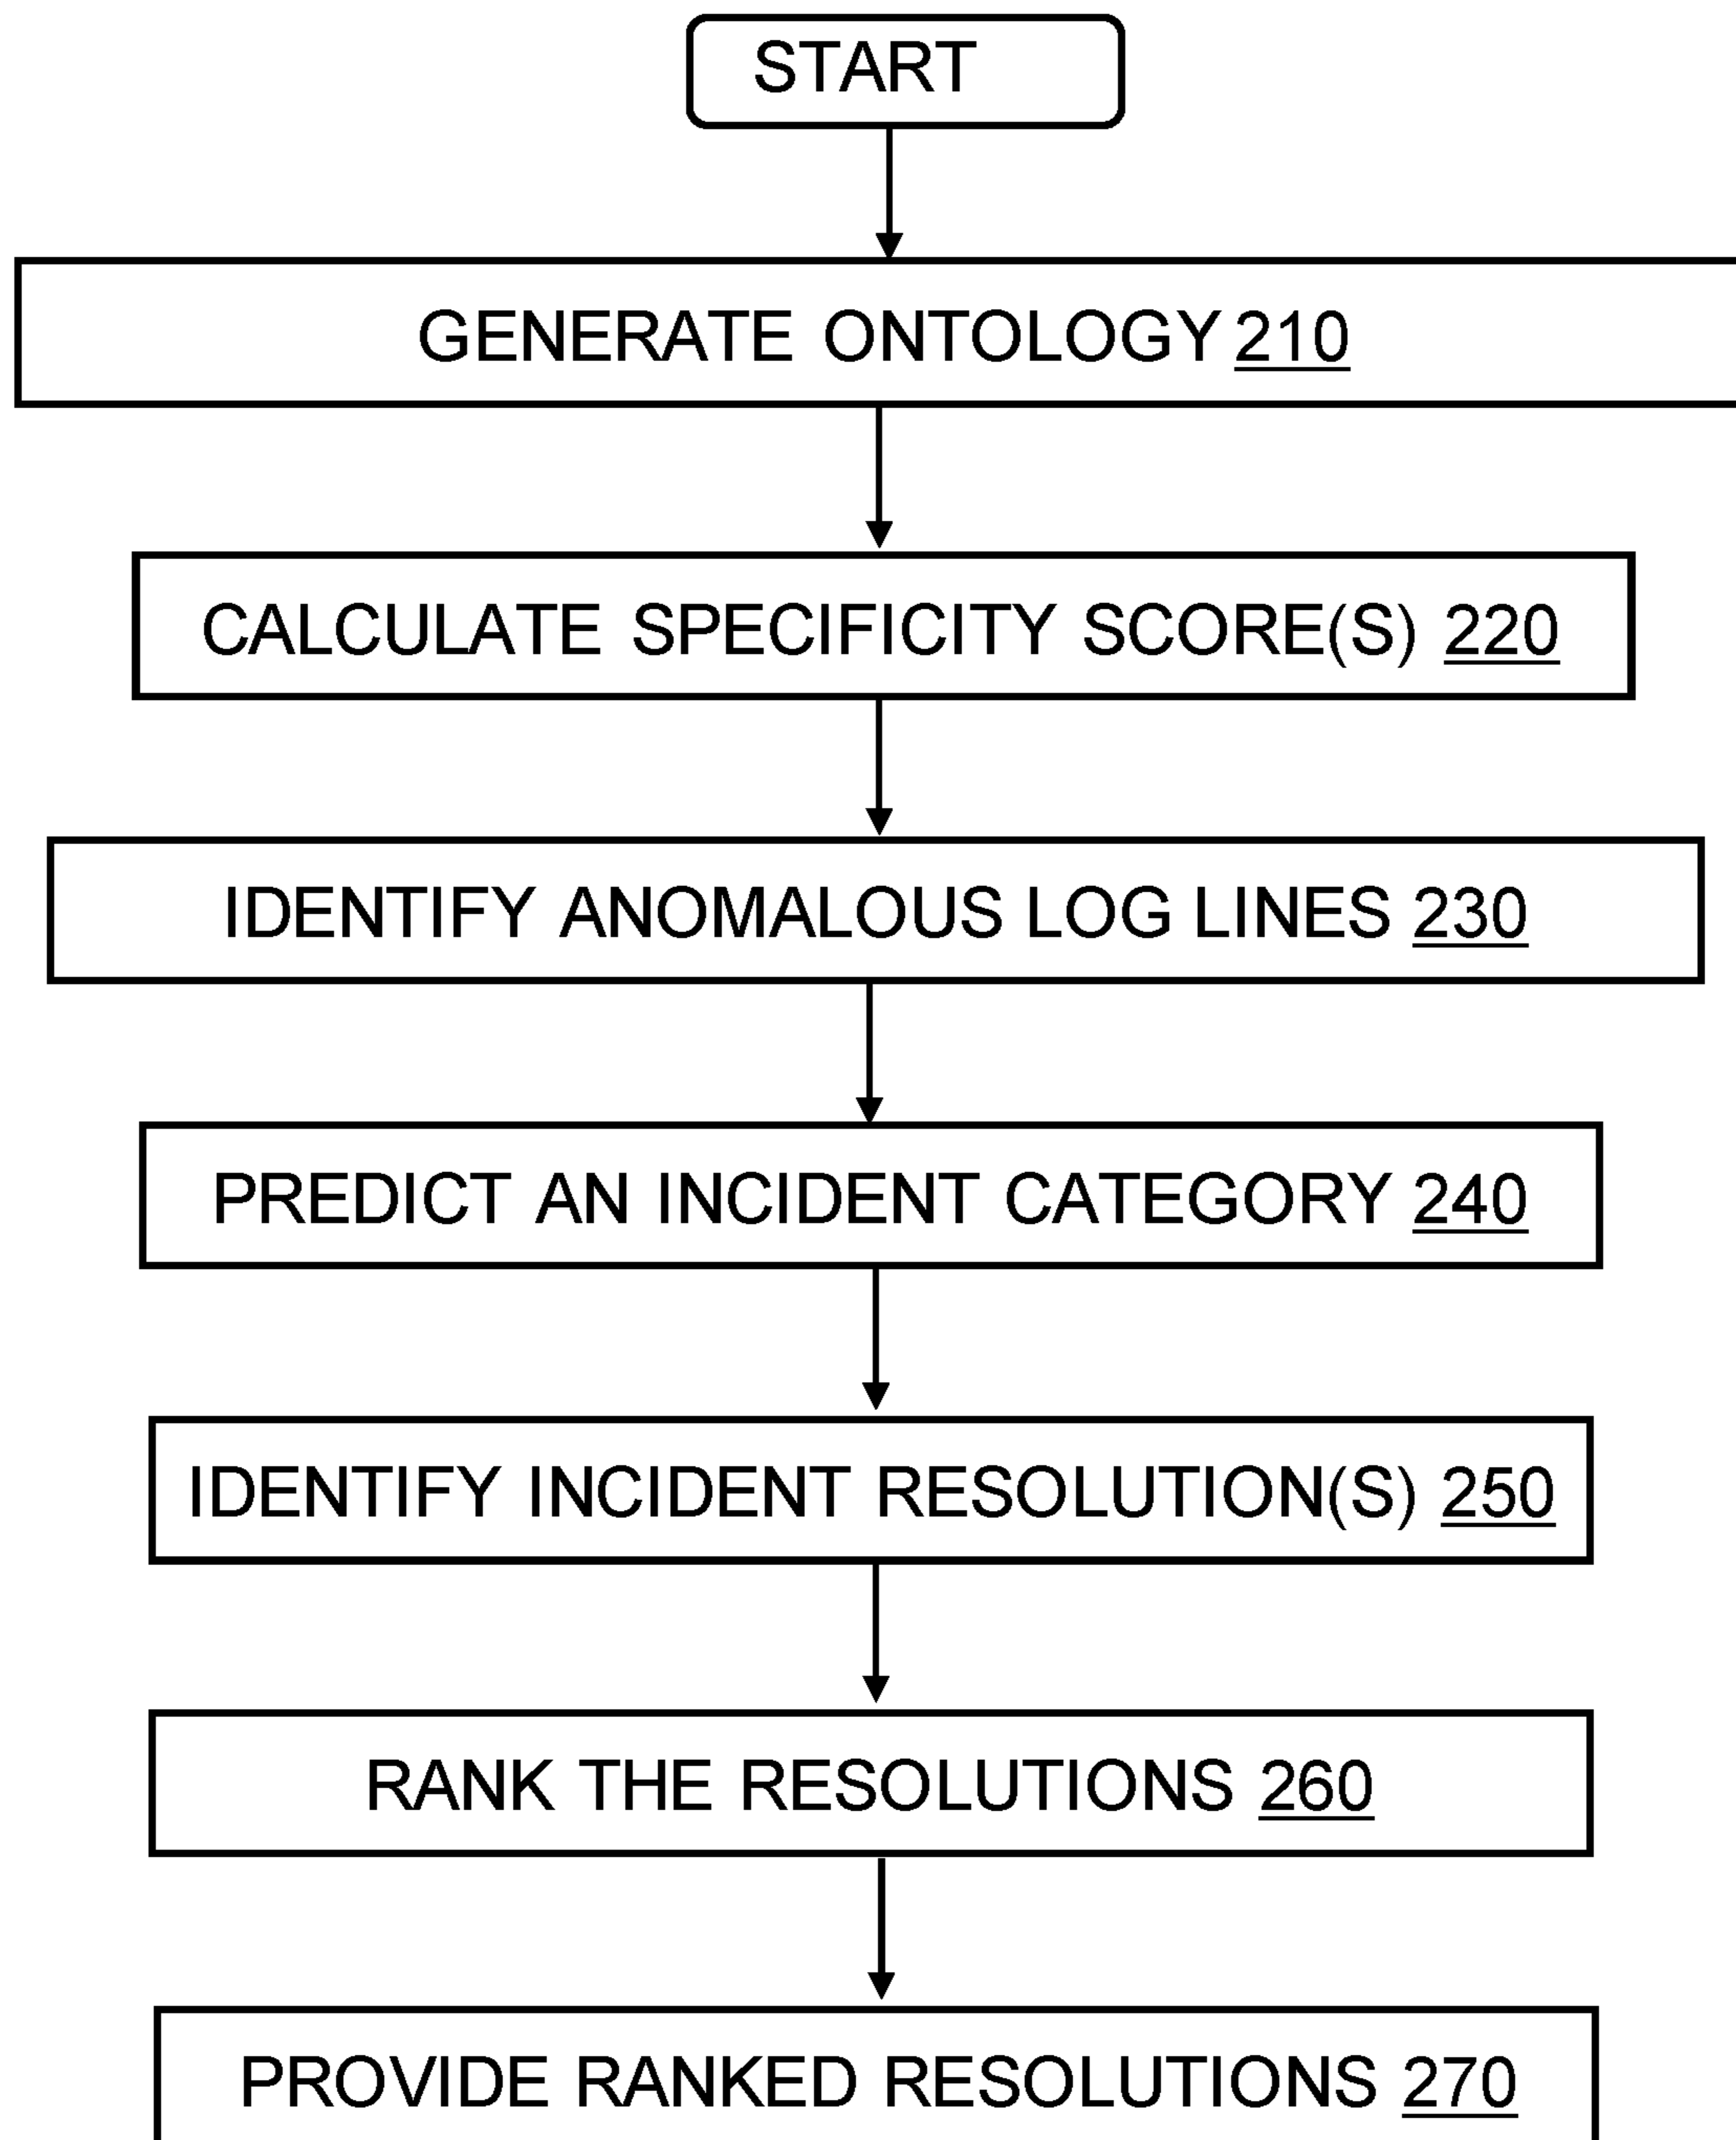 START
GENERATE ONTOLOGY 210
CALCULATE SPECIFICITY SCORE(S) 220
IDENTIFY ANOMALOUS LOG LINES 230
PREDICT AN INCIDENT CATEGORY 240
IDENTIFY INCIDENT RESOLUTION(S) 250
RANK THE RESOLUTIONS 260
PROVIDE RANKED RESOLUTIONS 270